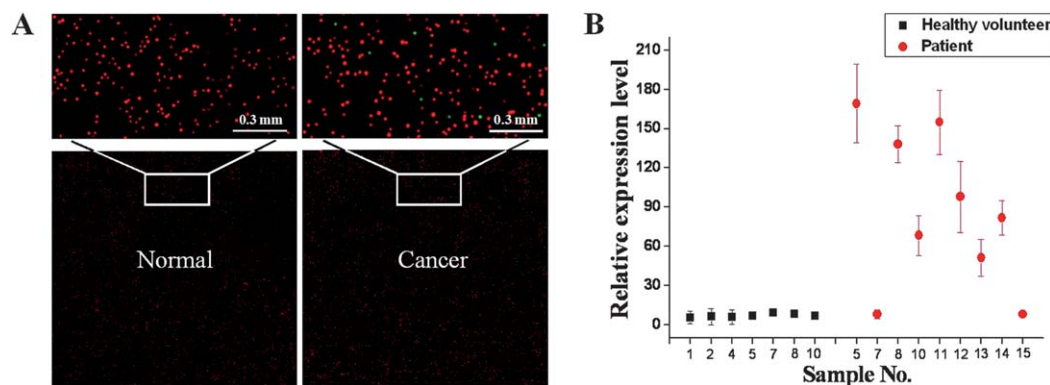 A
0.3 mm
0.3 mm
Normal
Cancer
B
Healthy volunteer
Patient
Relative expression level
210
180
150
120
90
60
30
0
1 2 4 5 7 8 10 5 7 8 10 11 12 13 14 15
Sample No.